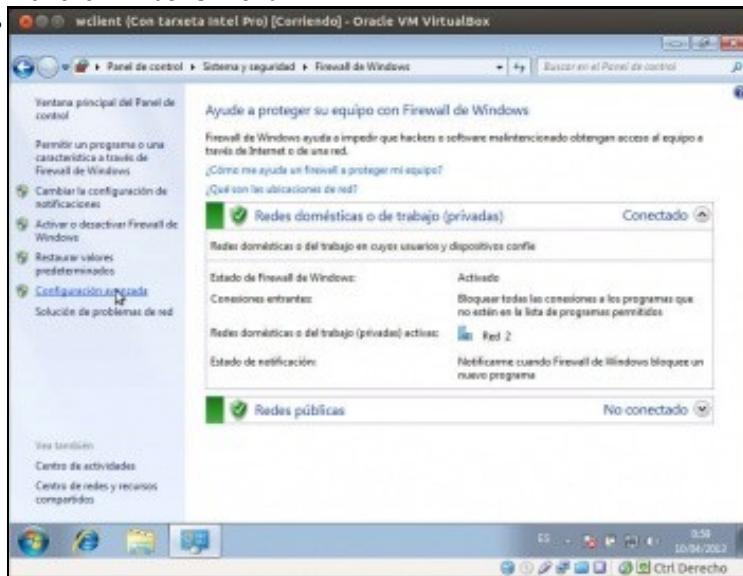 wclient (Con tarxeta Intel Pro) [Corriendo] - Oracle VM VirtualBox
Panel de control ▸ Sistema y seguridad ▸ Firewall de Windows
Buscar en el Panel de control
Ventana principal del Panel de
control
Permitir un programa o una
característica a través de
Firewall de Windows
Cambiar la configuración de
notificaciones
Activar o desactivar Firewall de
Windows
Restaurar valores
predeterminados
Configuración avanzada
Solución de problemas de red
Vea también
Centro de actividades
Centro de redes y recursos
compartidos
Ayude a proteger su equipo con Firewall de Windows
Firewall de Windows ayuda a impedir que hackers o software malintencionado obtengan acceso al equipo a
través de Internet o de una red.
¿Cómo me ayuda un firewall a proteger mi equipo?
¿Qué son las ubicaciones de red?
Redes domésticas o de trabajo (privadas) Conectado
Redes domésticas o del trabajo en cuyos usuarios y dispositivos confíe
Estado de Firewall de Windows: Activado
Conexiones entrantes: Bloquear todas las conexiones a los programas que
no estén en la lista de programas permitidos
Redes domésticas o del trabajo (privadas) activas: Red 2
Estado de notificación: Notificarme cuando Firewall de Windows bloquee un
nuevo programa
Redes públicas No conectado
ES
0:59
10/04/2012
Ctrl Derecho